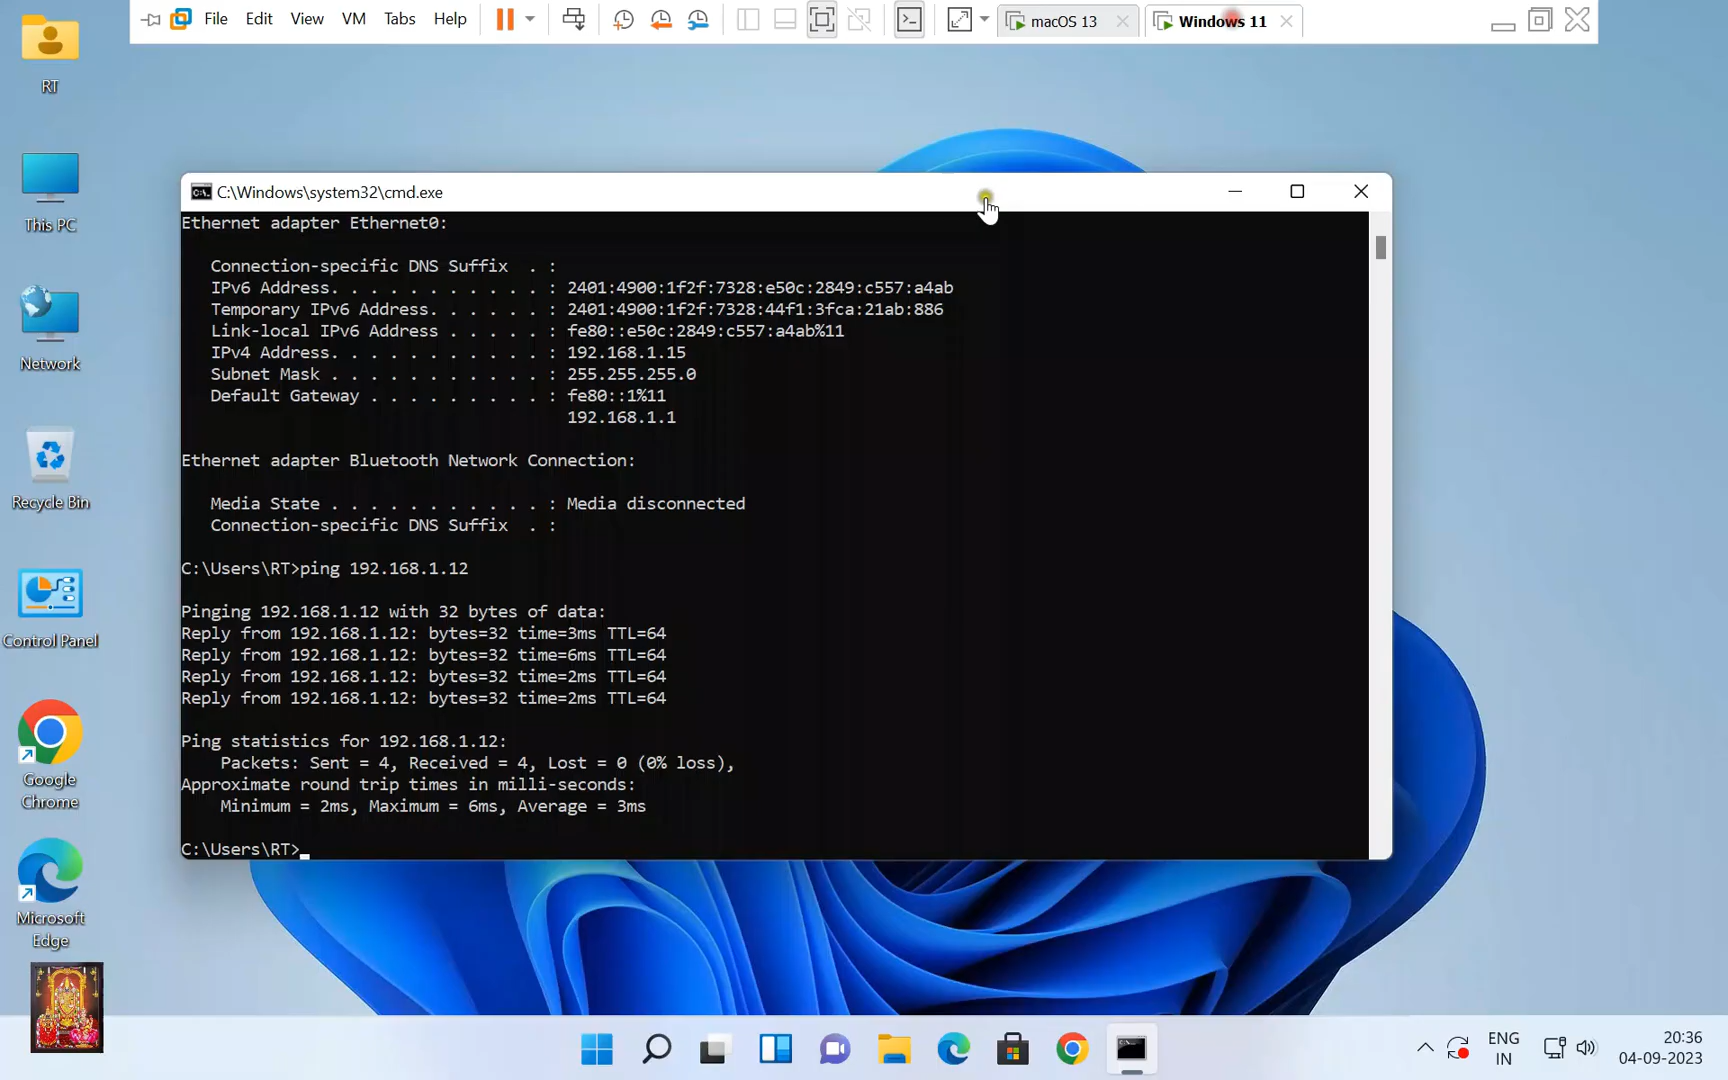 File Edit View VM Tabs Help macOS 13 Windows 11
RT
This PC
Network
Recycle Bin
Control Panel
Google
Chrome
Microsoft
Edge
C:\Windows\system32\cmd.exe
Ethernet adapter Ethernet0:
Connection-specific DNS Suffix . :
IPv6 Address. . . . . . . . . . . : 2401:4900:1f2f:7328:e50c:2849:c557:a4ab
Temporary IPv6 Address. . . . . . : 2401:4900:1f2f:7328:44f1:3fca:21ab:886
Link-local IPv6 Address . . . . . : fe80::e50c:2849:c557:a4ab%11
IPv4 Address. . . . . . . . . . . : 192.168.1.15
Subnet Mask . . . . . . . . . . . : 255.255.255.0
Default Gateway . . . . . . . . . : fe80::1%11
192.168.1.1
Ethernet adapter Bluetooth Network Connection:
Media State . . . . . . . . . . . : Media disconnected
Connection-specific DNS Suffix . :
C:\Users\RT>ping 192.168.1.12
Pinging 192.168.1.12 with 32 bytes of data:
Reply from 192.168.1.12: bytes=32 time=3ms TTL=64
Reply from 192.168.1.12: bytes=32 time=6ms TTL=64
Reply from 192.168.1.12: bytes=32 time=2ms TTL=64
Reply from 192.168.1.12: bytes=32 time=2ms TTL=64
Ping statistics for 192.168.1.12:
Packets: Sent = 4, Received = 4, Lost = 0 (0% loss),
Approximate round trip times in milli-seconds:
Minimum = 2ms, Maximum = 6ms, Average = 3ms
C:\Users\RT>
ENG
IN
20:36
04-09-2023